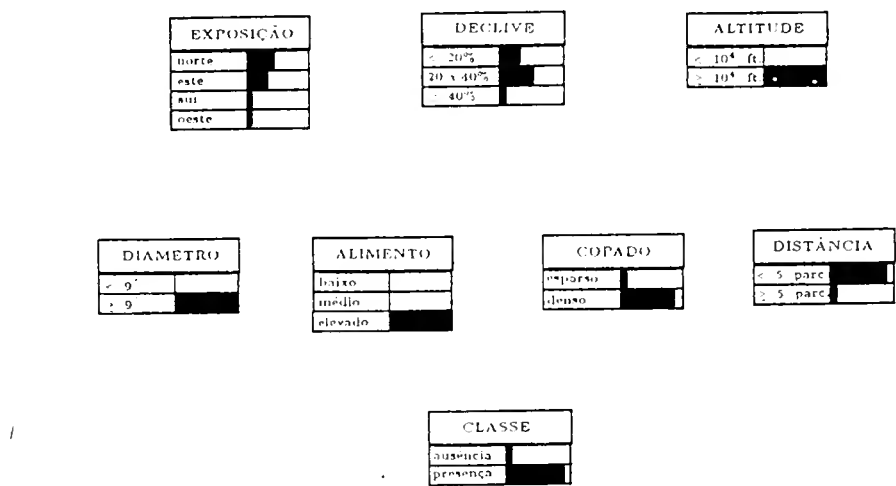 EXPOSIÇÃO
norte
este
sul
oeste
DECLIVE
< 20%
20 a 40%
> 40%
ALTITUDE
< 10⁴ ft.
≥ 10⁴ ft.
DIAMETRO
< 9"
≥ 9
ALIMENTO
baixo
médio
elevado
COPADO
esparso
denso
DISTÂNCIA
< 5 parc.
≥ 5 parc.
CLASSE
ausência
presença